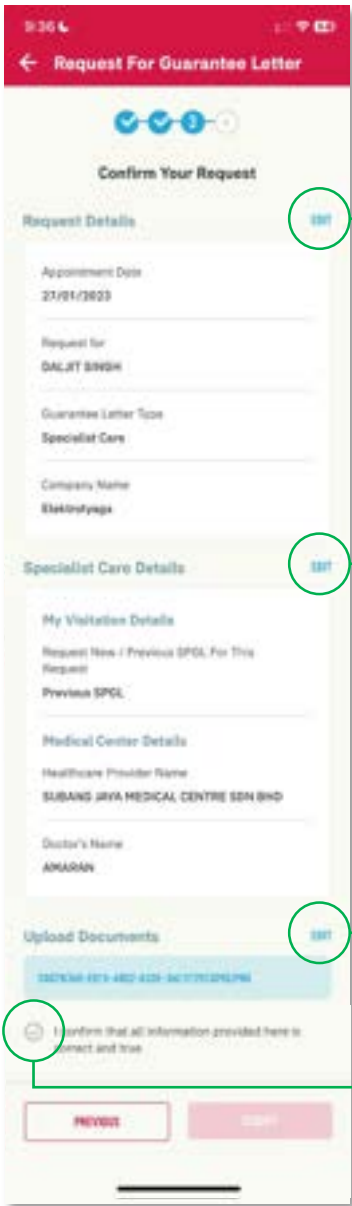 9:36
Request For Guarantee Letter
3
Confirm Your Request
Request Details
EDIT
Appointment Date
27/01/2023
Request for
DALJIT SINGH
Guarantee Letter Type
Specialist Care
Company Name
Specialist Care Details
EDIT
My Visitation Details
Request New / Previous SPGL For This
Request
Previous SPGL
Medical Center Details
Healthcare Provider Name
SUBANG JAYA MEDICAL CENTRE SDN BHD
Doctor's Name
AMARAN
Upload Documents
EDIT
I confirm that all information provided here is
correct and true
PREVIOUS
SUBMIT